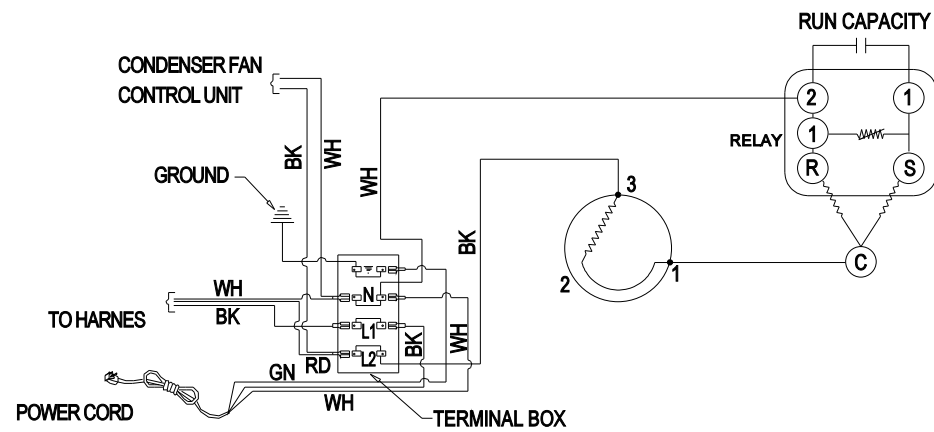 RUN CAPACITY
CONDENSER FAN
CONTROL UNIT
2
1
1
RELAY
R
S
C
BK
WH
WH
BK
GROUND
3
2
1
N
L1
L2
WH
BK
TO HARNES
RD
GN
BK
WH
WH
POWER CORD
TERMINAL BOX